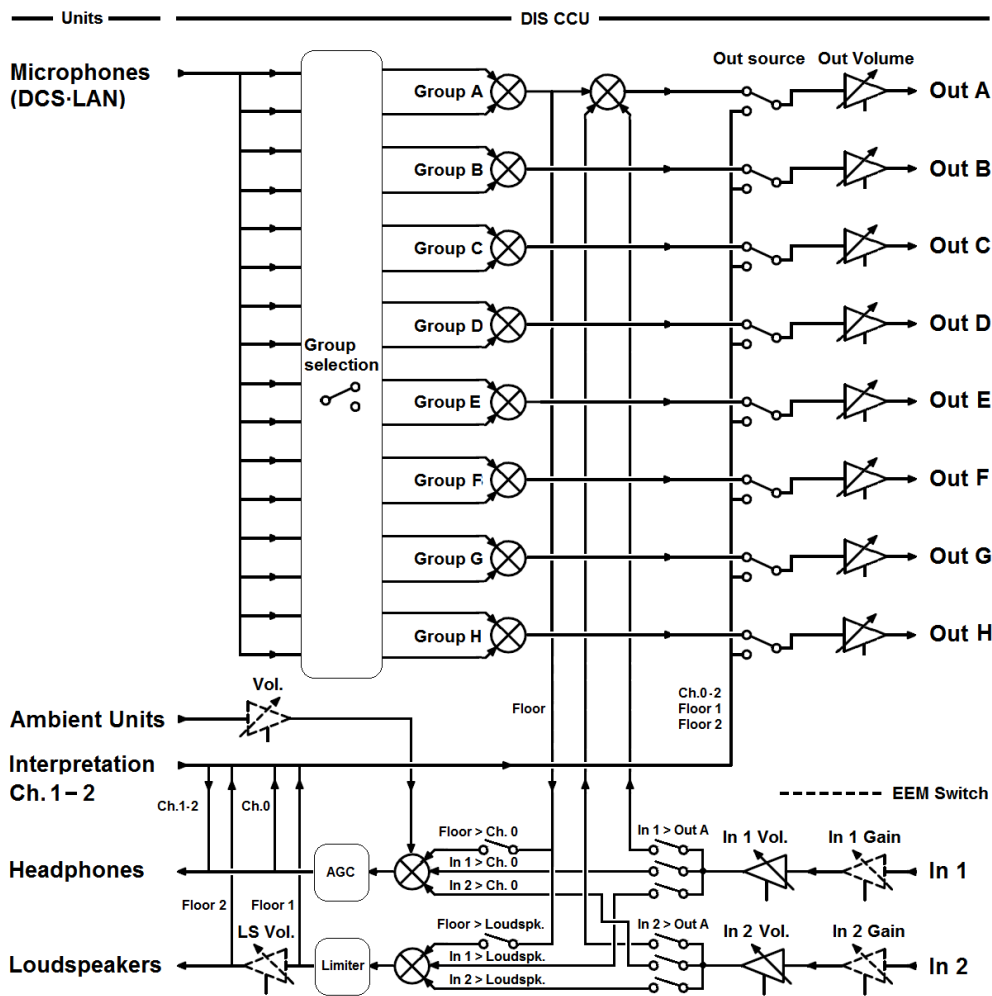 Units
DIS CCU
Out source Out Volume
Microphones
(DCS·LAN)
Group A
Out A
Group B
Out B
Group C
Out C
Group D
Out D
Group
selection
Group E
Out E
Group F
Out F
Group G
Out G
Group H
Out H
Vol.
Ambient Units
Floor
Ch.0-2
Floor 1
Floor 2
Interpretation
Ch. 1 – 2
EEM Switch
Ch.1-2
Ch.0
Floor > Ch. 0
In 1 > Out A
In 1 Vol.
In 1 Gain
Headphones
AGC
In 1 > Ch. 0
In 1
In 2 > Ch. 0
Floor 2
Floor 1
LS Vol.
Floor > Loudspk.
In 2 > Out A
In 2 Vol.
In 2 Gain
Loudspeakers
Limiter
In 1 > Loudspk.
In 2
In 2 > Loudspk.